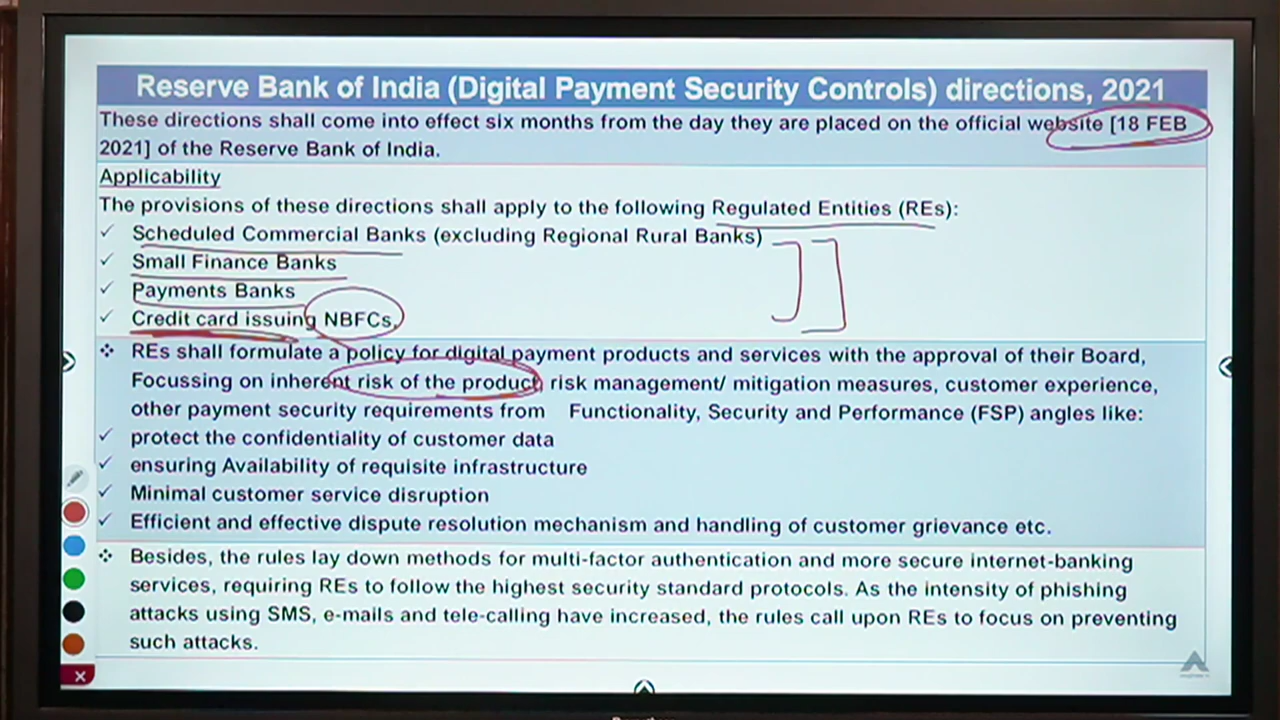 Reserve Bank of India (Digital Payment Security Controls) directions, 2021
These directions shall come into effect six months from the day they are placed on the official website [18 FEB
2021] of the Reserve Bank of India.
Applicability
The provisions of these directions shall apply to the following Regulated Entities (REs):
✓ Scheduled Commercial Banks (excluding Regional Rural Banks)
✓ Small Finance Banks
✓ Payments Banks
✓ Credit card issuing NBFCs.
❖ REs shall formulate a policy for digital payment products and services with the approval of their Board,
Focussing on inherent risk of the product, risk management/ mitigation measures, customer experience,
other payment security requirements from Functionality, Security and Performance (FSP) angles like:
✓ protect the confidentiality of customer data
✓ ensuring Availability of requisite infrastructure
✓ Minimal customer service disruption
✓ Efficient and effective dispute resolution mechanism and handling of customer grievance etc.
❖ Besides, the rules lay down methods for multi-factor authentication and more secure internet-banking
services, requiring REs to follow the highest security standard protocols. As the intensity of phishing
attacks using SMS, e-mails and tele-calling have increased, the rules call upon REs to focus on preventing
such attacks.